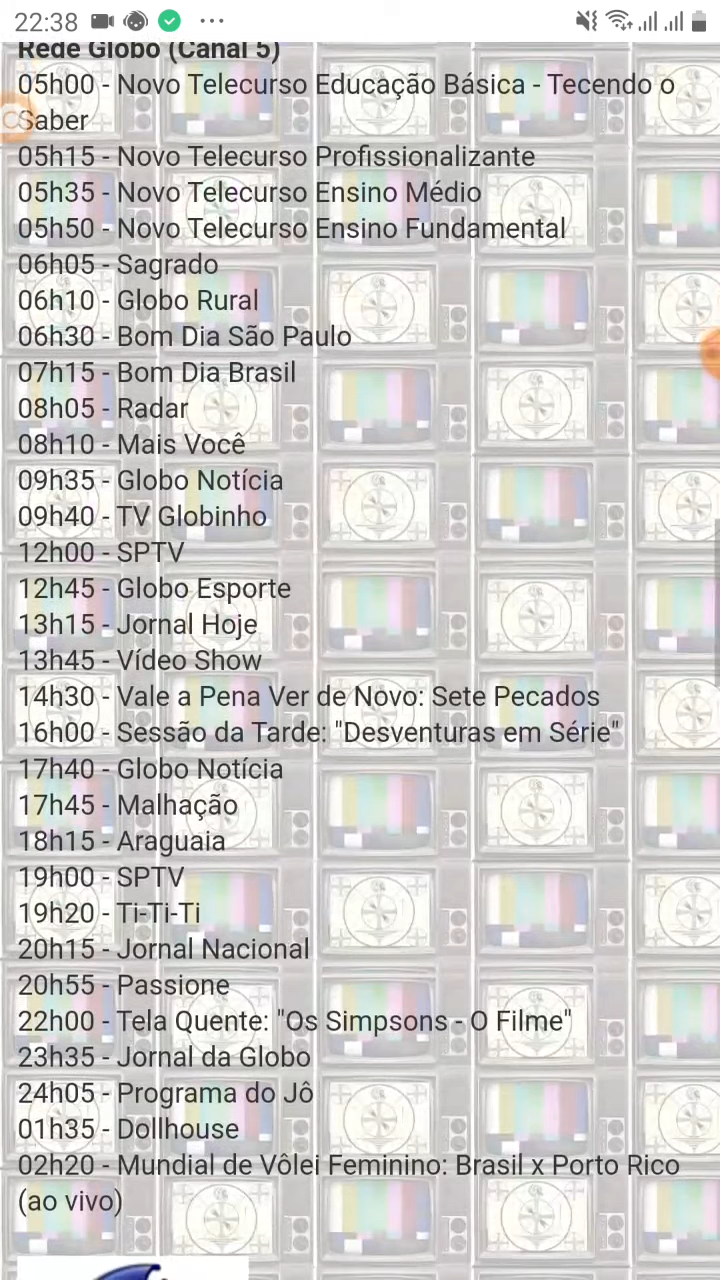 22:38
Rede Globo (Canal 5)
05h00 - Novo Telecurso Educação Básica - Tecendo o
Saber
05h15 - Novo Telecurso Profissionalizante
05h35 - Novo Telecurso Ensino Médio
05h50 - Novo Telecurso Ensino Fundamental
06h05 - Sagrado
06h10 - Globo Rural
06h30 - Bom Dia São Paulo
07h15 - Bom Dia Brasil
08h05 - Radar
08h10 - Mais Você
09h35 - Globo Notícia
09h40 - TV Globinho
12h00 - SPTV
12h45 - Globo Esporte
13h15 - Jornal Hoje
13h45 - Vídeo Show
14h30 - Vale a Pena Ver de Novo: Sete Pecados
16h00 - Sessão da Tarde: "Desventuras em Série"
17h40 - Globo Notícia
17h45 - Malhação
18h15 - Araguaia
19h00 - SPTV
19h20 - Ti-Ti-Ti
20h15 - Jornal Nacional
20h55 - Passione
22h00 - Tela Quente: "Os Simpsons - O Filme"
23h35 - Jornal da Globo
24h05 - Programa do Jô
01h35 - Dollhouse
02h20 - Mundial de Vôlei Feminino: Brasil x Porto Rico
(ao vivo)